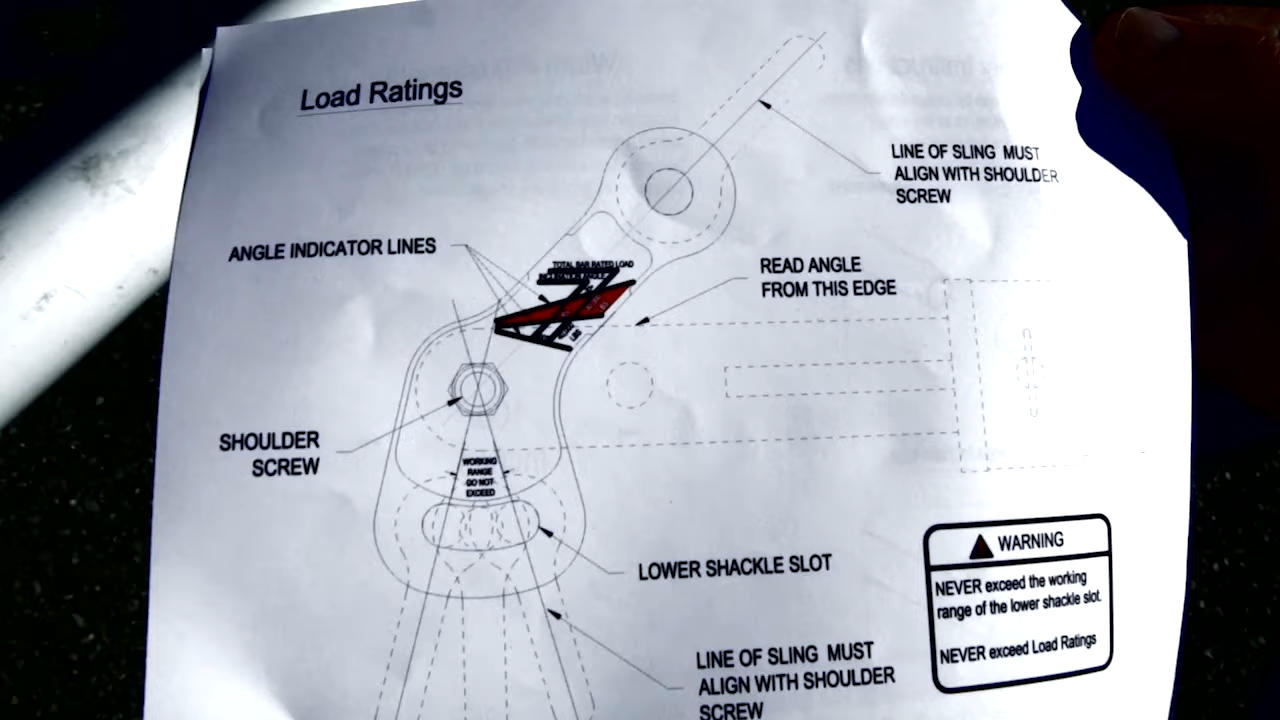 Load Ratings
LINE OF SLING MUST
ALIGN WITH SHOULDER
SCREW
ANGLE INDICATOR LINES
TOTAL BAR RATED LOAD
INCLINATION ANGLE
READ ANGLE
FROM THIS EDGE
SHOULDER
SCREW
WORKING
RANGE
DO NOT
EXCEED
LOWER SHACKLE SLOT
WARNING
NEVER exceed the working
range of the lower shackle slot.
NEVER exceed Load Ratings
LINE OF SLING MUST
ALIGN WITH SHOULDER
SCREW